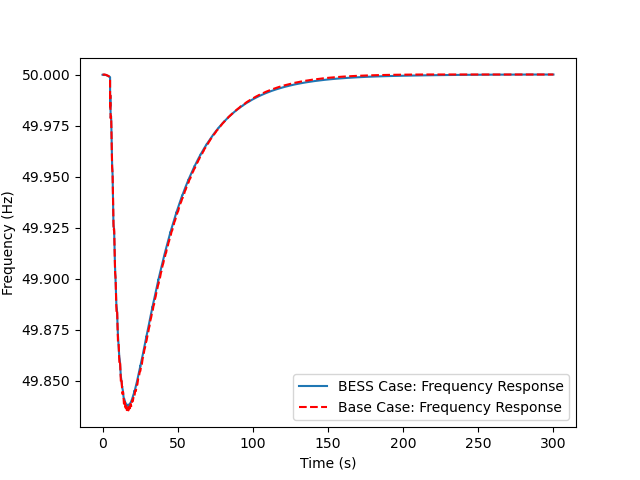 50.000
49.975
49.950
49.925
49.900
49.875
49.850
Frequency (Hz)
BESS Case: Frequency Response
Base Case: Frequency Response
0 50 100 150 200 250 300
Time (s)